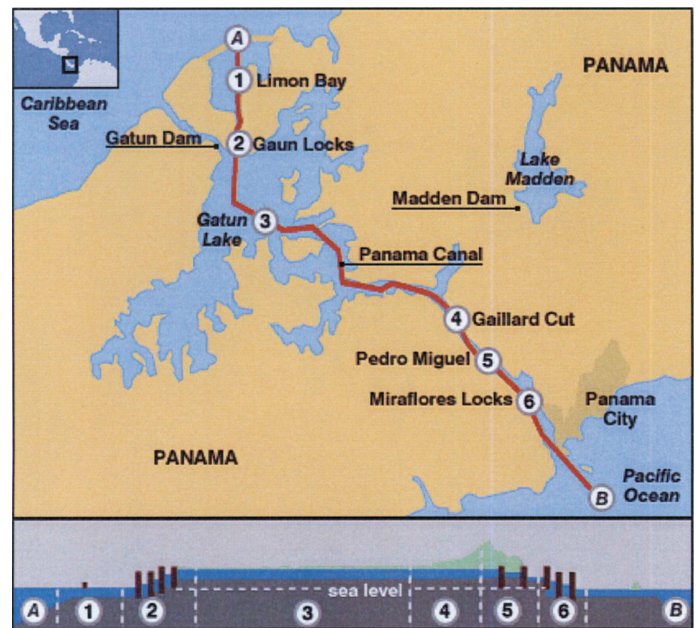 A
PANAMA
1 Limon Bay
Caribbean
Sea
Gatun Dam
2 Gaun Locks
Lake
Madden
Madden Dam
Gatun
Lake
3
Panama Canal
4 Gaillard Cut
Pedro Miguel 5
Miraflores Locks 6
Panama
City
PANAMA
Pacific
Ocean
B
sea level
A 1 2 3 4 5 6 B